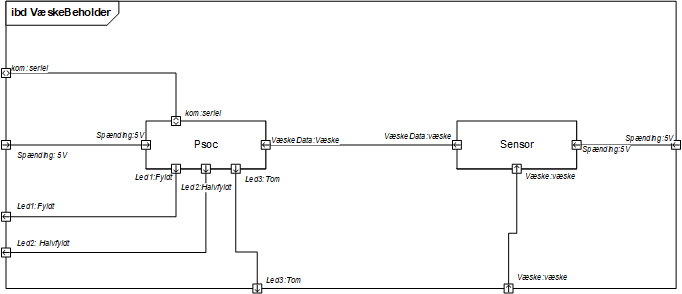 ibd VæskeBeholder
kom: seriel
kom:seriel
Spænding:5V
Psoc
VæskeData:Væske
VæskeData:væske
Sensor
Spænding:5V
Spænding: 5V
Spænding:5V
Led1:Fyldt
Led2:Halvfyldt
Led3:Tom
Væske:væske
Led1:Fyldt
Led2: Halvfyldt
Led3:Tom
Væske:væske